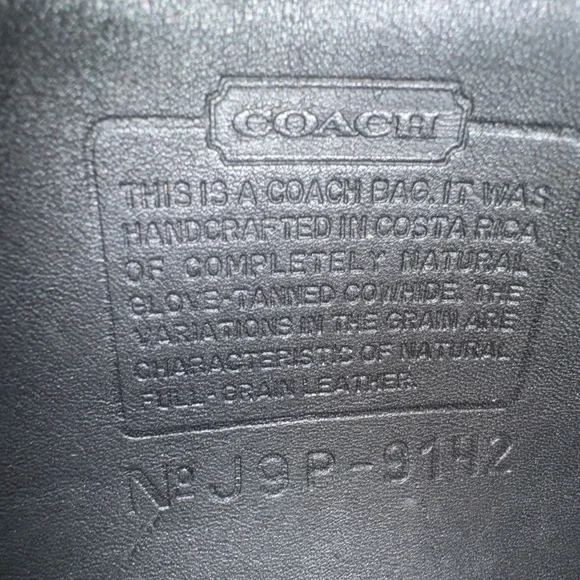 COACH
THIS IS A COACH BAG. IT WAS
HANDCRAFTED IN COSTA RICA
OF COMPLETELY NATURAL
GLOVE-TANNED COWHIDE. THE
VARIATIONS IN THE GRAIN ARE
CHARACTERISTIC OF NATURAL
FULL-GRAIN LEATHER.
No J9P-9142